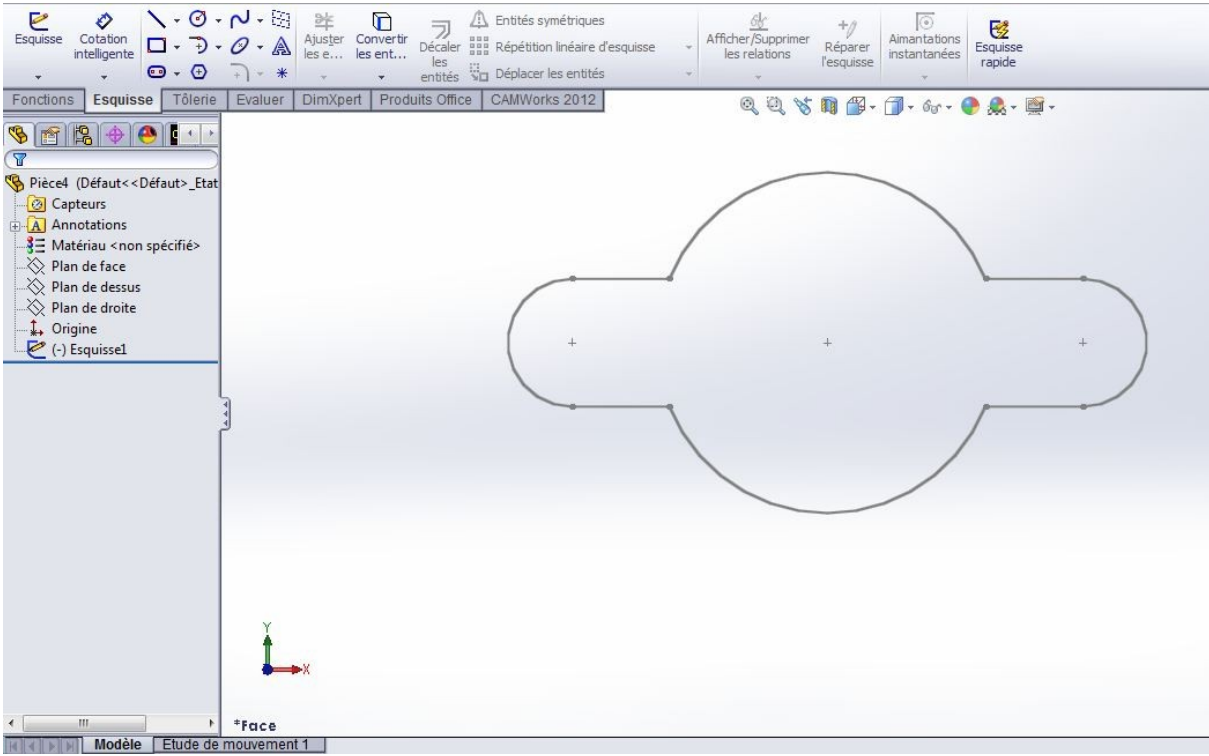 Esquisse
Cotation
intelligente
Ajuster
les e...
Convertir
les ent...
Décaler
les
entités
Entités symétriques
Répétition linéaire d'esquisse
Déplacer les entités
Afficher/Supprimer
les relations
Réparer
l'esquisse
Aimantations
instantanées
Esquisse
rapide
Fonctions Esquisse Tôlerie Evaluer DimXpert Produits Office CAMWorks 2012
Pièce4 (Défaut<<Défaut>_Etat
Capteurs
A Annotations
Matériau <non spécifié>
Plan de face
Plan de dessus
Plan de droite
Origine
(-) Esquisse1
Y
X
*Face
Modèle Etude de mouvement 1